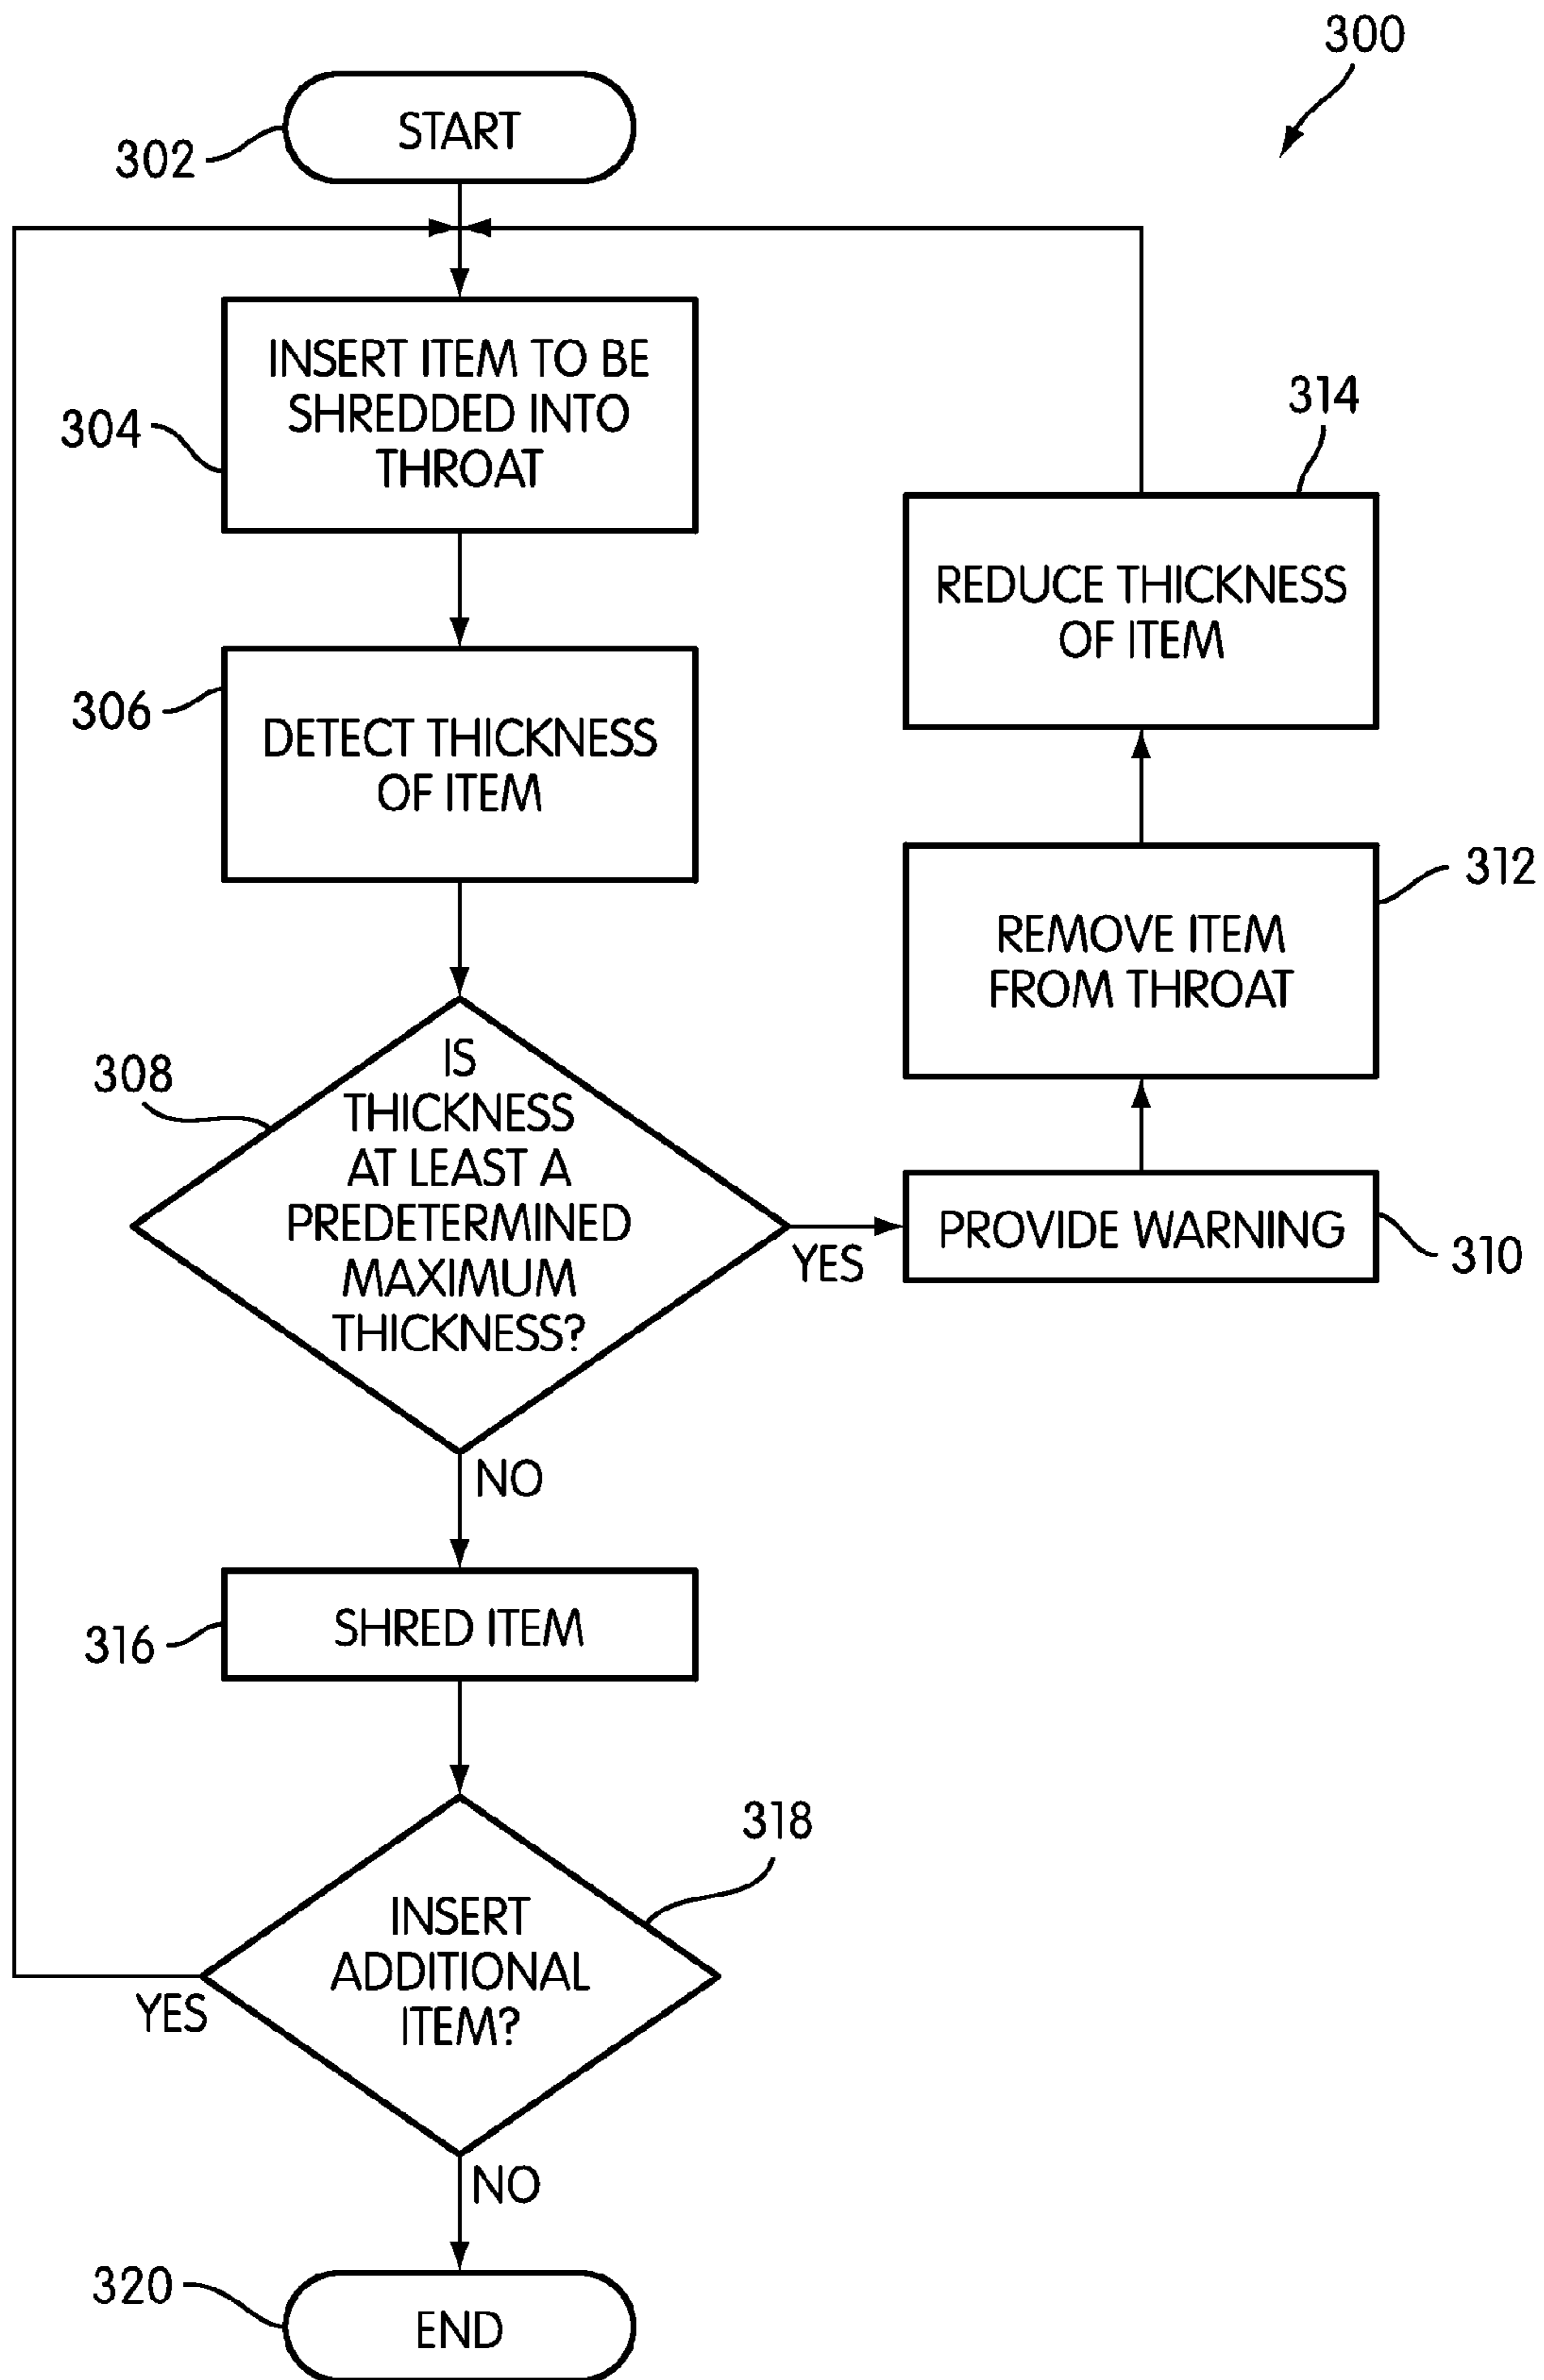 300
302
START
304
INSERT ITEM TO BE
SHREDDED INTO
THROAT
314
REDUCE THICKNESS
OF ITEM
306
DETECT THICKNESS
OF ITEM
312
REMOVE ITEM
FROM THROAT
308
IS
THICKNESS
AT LEAST A
PREDETERMINED
MAXIMUM
THICKNESS?
YES
PROVIDE WARNING
310
NO
316
SHRED ITEM
318
INSERT
ADDITIONAL
ITEM?
YES
NO
320
END